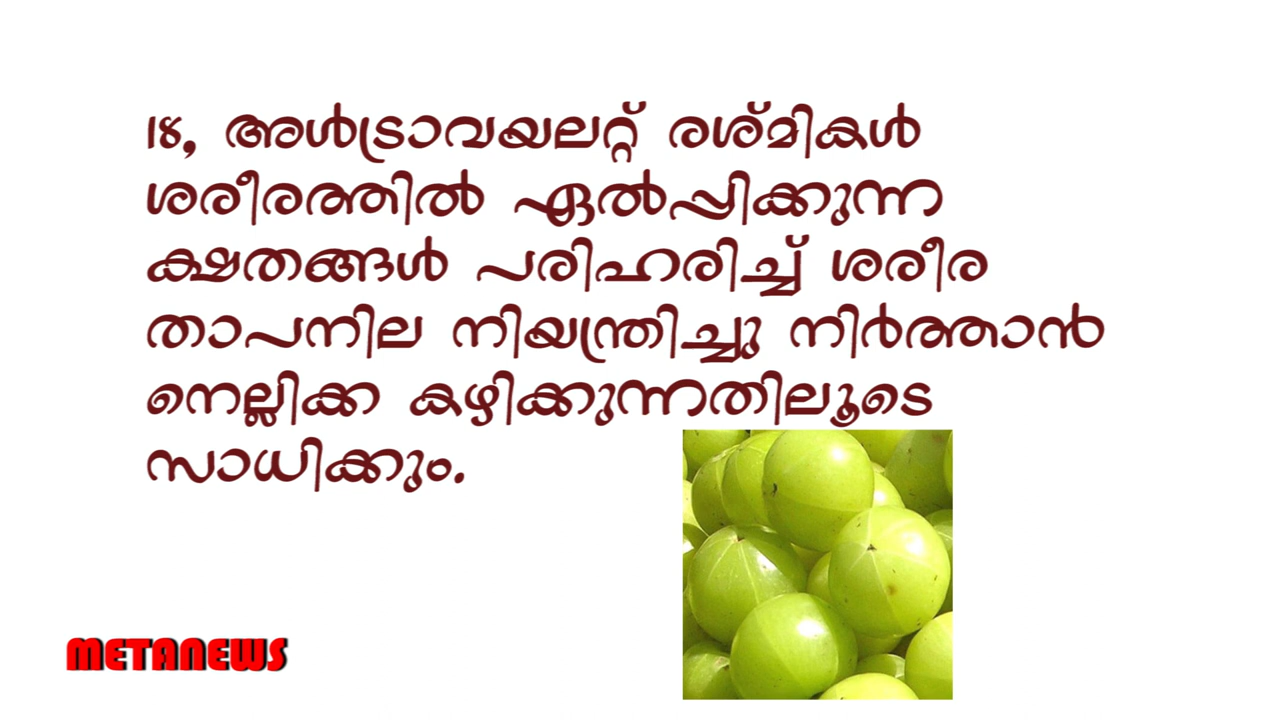 18, അൾട്രാവയലറ്റ് രശ്മികൾ
ശരീരത്തിൽ ഏൽപ്പിക്കുന്ന
ക്ഷതങ്ങൾ പരിഹരിച്ച് ശരീര
താപനില നിയന്ത്രിച്ചു നിർത്താൻ
നെല്ലിക്ക കഴിക്കുന്നതിലൂടെ
സാധിക്കും.
METANEWS